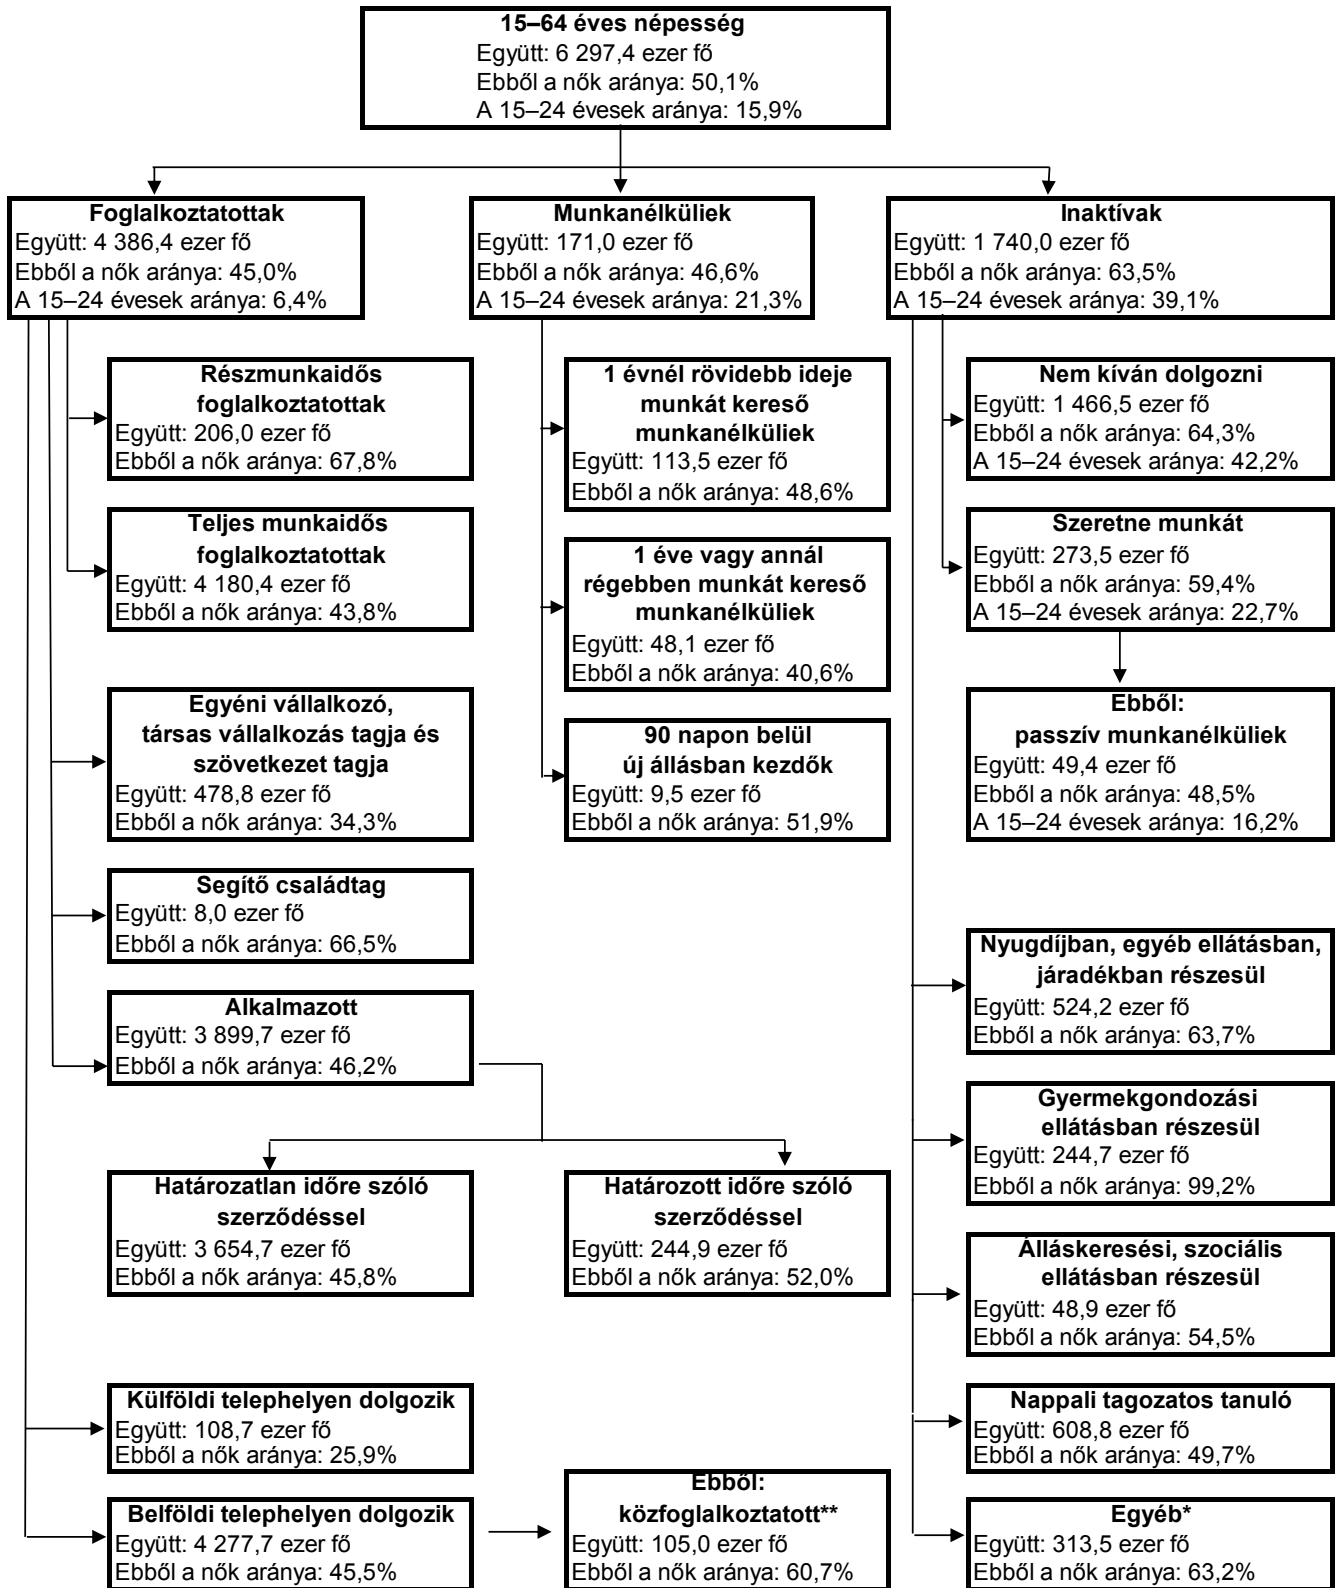 15–64 éves népesség
Együtt: 6 297,4 ezer fő
Ebből a nők aránya: 50,1%
A 15–24 évesek aránya: 15,9%
Foglalkoztatottak
Együtt: 4 386,4 ezer fő
Ebből a nők aránya: 45,0%
A 15–24 évesek aránya: 6,4%
Munkanélküliek
Együtt: 171,0 ezer fő
Ebből a nők aránya: 46,6%
A 15–24 évesek aránya: 21,3%
Inaktívak
Együtt: 1 740,0 ezer fő
Ebből a nők aránya: 63,5%
A 15–24 évesek aránya: 39,1%
Részmunkaidős
foglalkoztatottak
Együtt: 206,0 ezer fő
Ebből a nők aránya: 67,8%
Teljes munkaidős
foglalkoztatottak
Együtt: 4 180,4 ezer fő
Ebből a nők aránya: 43,8%
Egyéni vállalkozó,
társas vállalkozás tagja és
szövetkezet tagja
Együtt: 478,8 ezer fő
Ebből a nők aránya: 34,3%
Segítő családtag
Együtt: 8,0 ezer fő
Ebből a nők aránya: 66,5%
Alkalmazott
Együtt: 3 899,7 ezer fő
Ebből a nők aránya: 46,2%
Határozatlan időre szóló
szerződéssel
Együtt: 3 654,7 ezer fő
Ebből a nők aránya: 45,8%
Határozott időre szóló
szerződéssel
Együtt: 244,9 ezer fő
Ebből a nők aránya: 52,0%
Külföldi telephelyen dolgozik
Együtt: 108,7 ezer fő
Ebből a nők aránya: 25,9%
Belföldi telephelyen dolgozik
Együtt: 4 277,7 ezer fő
Ebből a nők aránya: 45,5%
Ebből:
közfoglalkoztatott**
Együtt: 105,0 ezer fő
Ebből a nők aránya: 60,7%
1 évnél rövidebb ideje
munkát kereső
munkanélküliek
Együtt: 113,5 ezer fő
Ebből a nők aránya: 48,6%
1 éve vagy annál
régebben munkát kereső
munkanélküliek
Együtt: 48,1 ezer fő
Ebből a nők aránya: 40,6%
90 napon belül
új állásban kezdők
Együtt: 9,5 ezer fő
Ebből a nők aránya: 51,9%
Nem kíván dolgozni
Együtt: 1 466,5 ezer fő
Ebből a nők aránya: 64,3%
A 15–24 évesek aránya: 42,2%
Szeretne munkát
Együtt: 273,5 ezer fő
Ebből a nők aránya: 59,4%
A 15–24 évesek aránya: 22,7%
Ebből:
passzív munkanélküliek
Együtt: 49,4 ezer fő
Ebből a nők aránya: 48,5%
A 15–24 évesek aránya: 16,2%
Nyugdíjban, egyéb ellátásban,
járadékban részesül
Együtt: 524,2 ezer fő
Ebből a nők aránya: 63,7%
Gyermekgondozási
ellátásban részesül
Együtt: 244,7 ezer fő
Ebből a nők aránya: 99,2%
Álláskeresési, szociális
ellátásban részesül
Együtt: 48,9 ezer fő
Ebből a nők aránya: 54,5%
Nappali tagozatos tanuló
Együtt: 608,8 ezer fő
Ebből a nők aránya: 49,7%
Egyéb*
Együtt: 313,5 ezer fő
Ebből a nők aránya: 63,2%